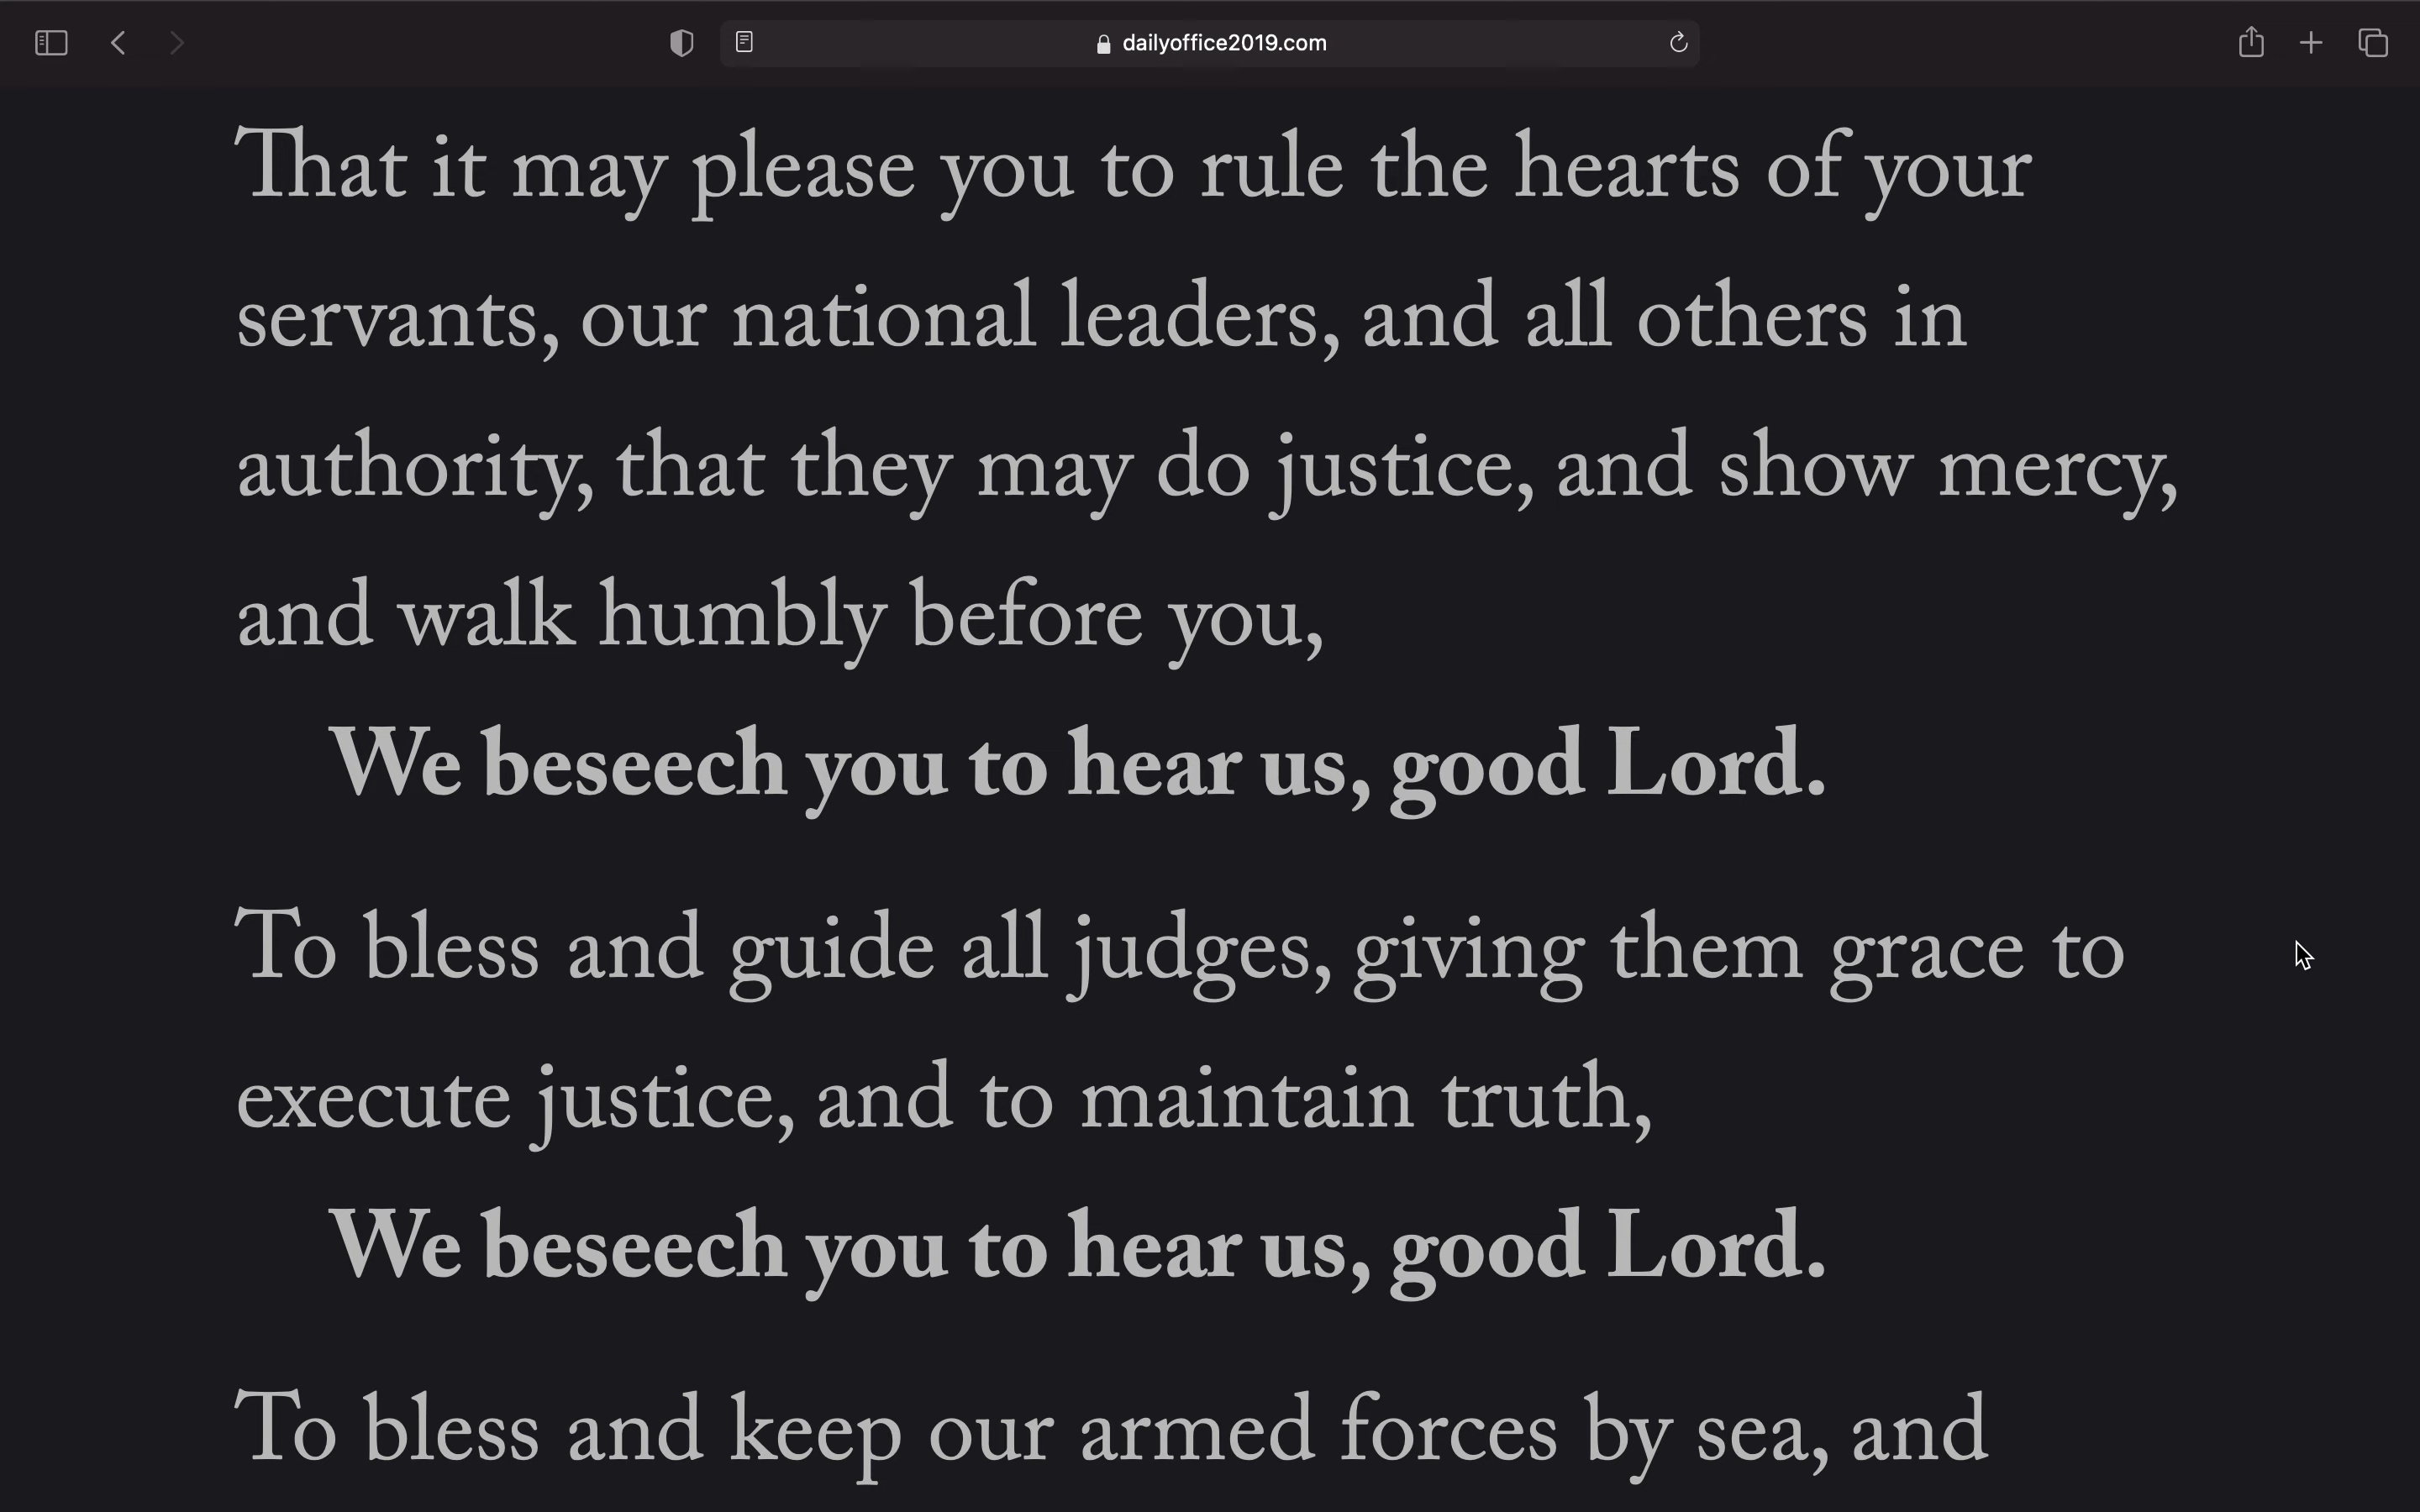 dailyoffice2019.com
That it may please you to rule the hearts of your
servants, our national leaders, and all others in
authority, that they may do justice, and show mercy,
and walk humbly before you,
We beseech you to hear us, good Lord.
To bless and guide all judges, giving them grace to
execute justice, and to maintain truth,
We beseech you to hear us, good Lord.
To bless and keep our armed forces by sea, and